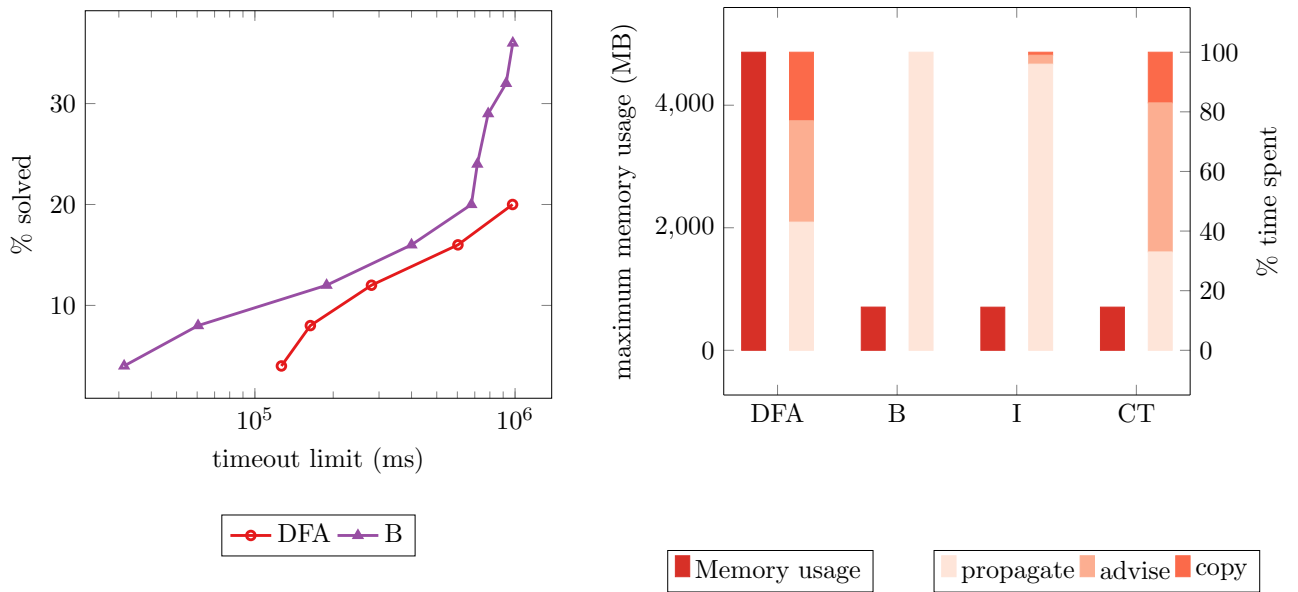 % solved
30
20
10
10^5
10^6
timeout limit (ms)
DFA
B
maximum memory usage (MB)
4,000
2,000
0
100
80
60
40
20
0
% time spent
DFA
B
I
CT
Memory usage
propagate
advise
copy